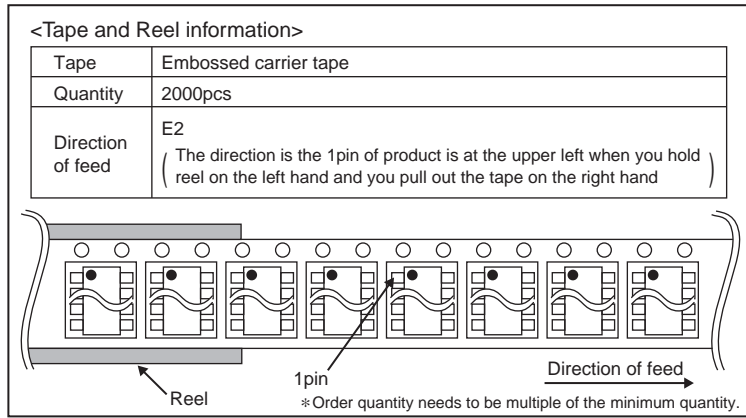 <Tape and Reel information>
Tape Embossed carrier tape
Quantity 2000pcs
Direction of feed E2
( The direction is the 1pin of product is at the upper left when you hold
reel on the left hand and you pull out the tape on the right hand )
Reel
1pin
Direction of feed
＊Order quantity needs to be multiple of the minimum quantity.